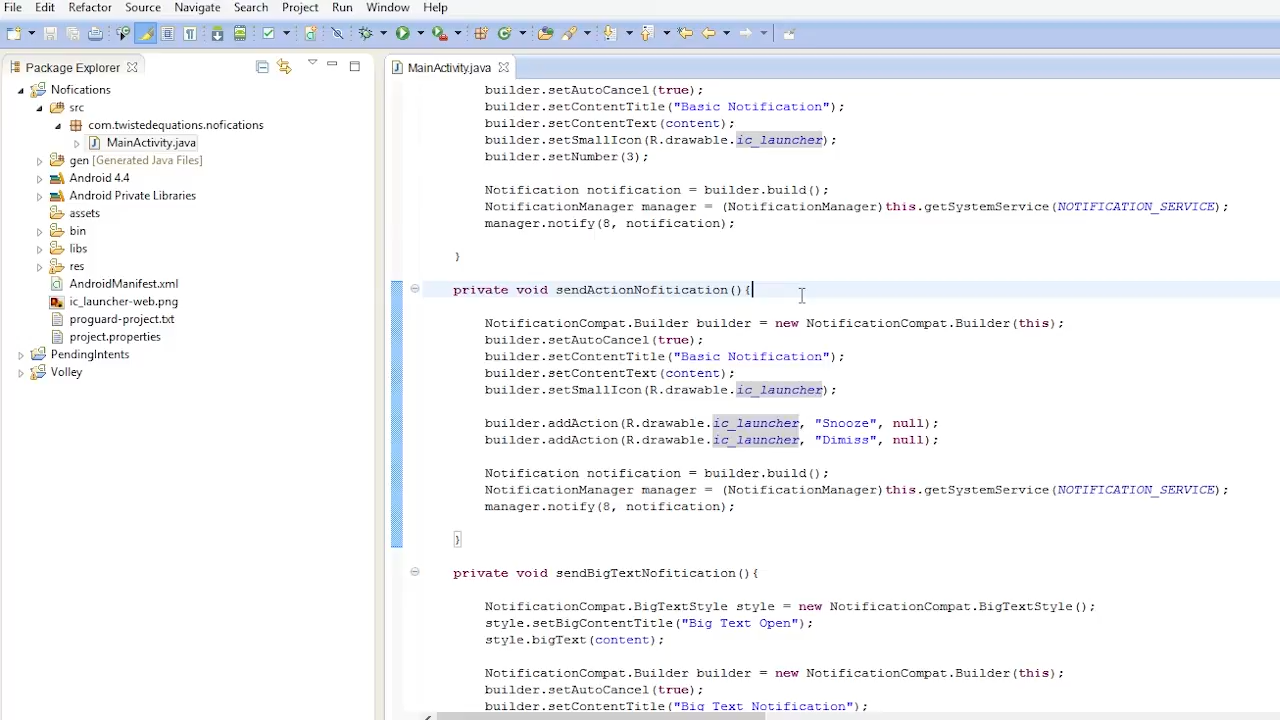 File Edit Refactor Source Navigate Search Project Run Window Help
Package Explorer
MainActivity.java
Nofications
src
com.twistedequations.nofications
MainActivity.java
gen [Generated Java Files]
Android 4.4
Android Private Libraries
assets
bin
libs
res
AndroidManifest.xml
ic_launcher-web.png
proguard-project.txt
project.properties
PendingIntents
Volley
builder.setAutoCancel(true);
builder.setContentTitle("Basic Notification");
builder.setContentText(content);
builder.setSmallIcon(R.drawable.ic_launcher);
builder.setNumber(3);
Notification notification = builder.build();
NotificationManager manager = (NotificationManager)this.getSystemService(NOTIFICATION_SERVICE);
manager.notify(8, notification);
}
private void sendActionNofitication(){
NotificationCompat.Builder builder = new NotificationCompat.Builder(this);
builder.setAutoCancel(true);
builder.setContentTitle("Basic Notification");
builder.setContentText(content);
builder.setSmallIcon(R.drawable.ic_launcher);
builder.addAction(R.drawable.ic_launcher, "Snooze", null);
builder.addAction(R.drawable.ic_launcher, "Dimiss", null);
Notification notification = builder.build();
NotificationManager manager = (NotificationManager)this.getSystemService(NOTIFICATION_SERVICE);
manager.notify(8, notification);
}
private void sendBigTextNofitication(){
NotificationCompat.BigTextStyle style = new NotificationCompat.BigTextStyle();
style.setBigContentTitle("Big Text Open");
style.bigText(content);
NotificationCompat.Builder builder = new NotificationCompat.Builder(this);
builder.setAutoCancel(true);
builder.setContentTitle("Big Text Notification");